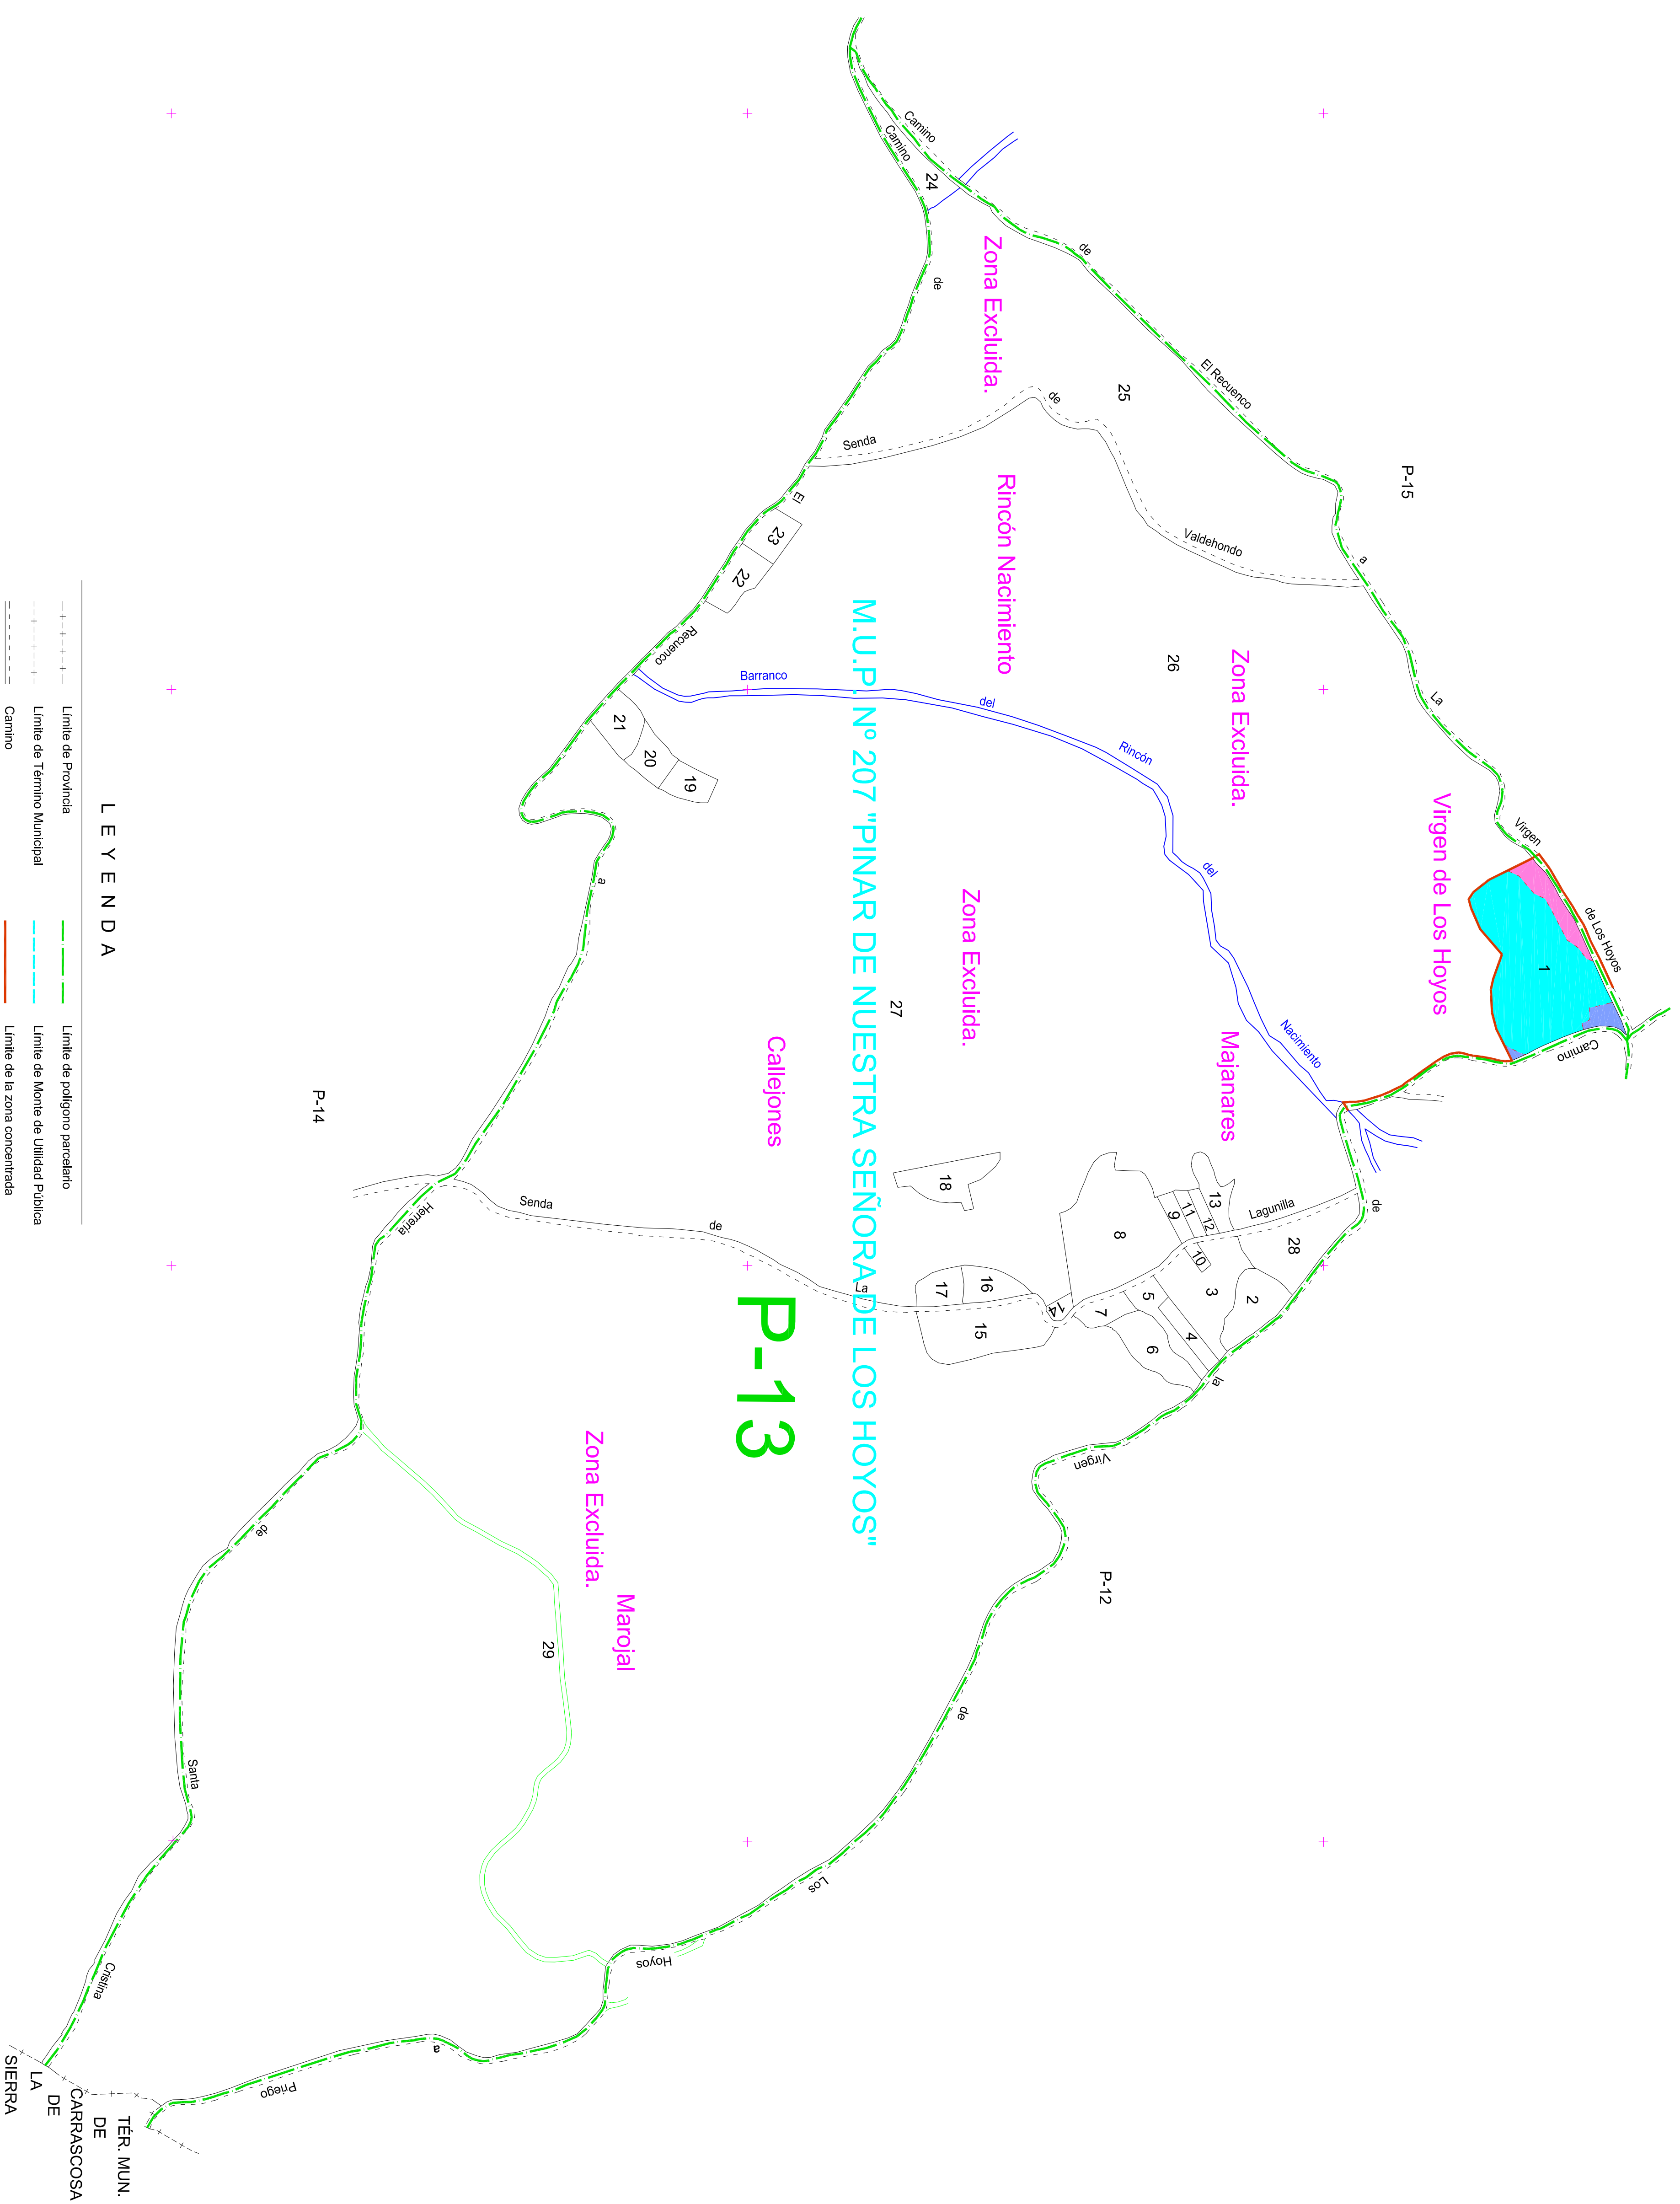 P-15
Camino
de
El Recuenco
a
La
Virgen
de Los Hoyos
Camino
de
la
Virgen
de
Los
Hoyos
a
Priego
Camino
de
El
Recuenco
a
Herrería
de
Santa
Cristina
24
Zona Excluida.
25
Senda
de
Valdehondo
Rincón Nacimiento
26
Zona Excluida.
Virgen de Los Hoyos
1
23
22
Barranco
del
Rincón
del
Nacimiento
21
20
19
M.U.P. Nº 207 "PINAR DE NUESTRA SEÑORA DE LOS HOYOS"
Zona Excluida.
27
Majanares
Callejones
P-14
Senda
de
La
Lagunilla
18
13
12
11
9
10
8
28
2
3
5
4
6
7
14
16
17
15
P-13
P-12
Zona Excluida.
Marojal
29
TÉR. MUN.
DE
CARRASCOSA
DE
LA
SIERRA
LEYENDA
Límite de Provincia
Límite de Término Municipal
Camino
Límite de polígono parcelario
Límite de Monte de Utilidad Pública
Límite de la zona concentrada